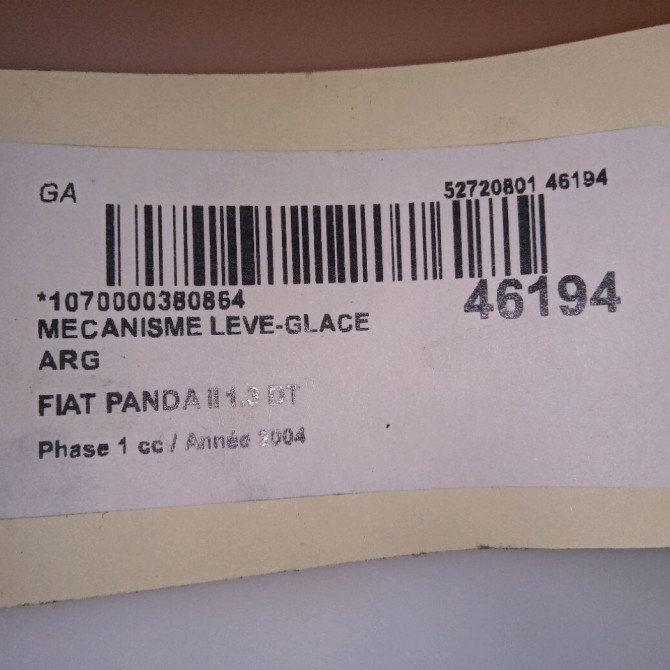 GA
52720801 46194
*1070000380864
46194
MECANISME LEVE-GLACE
ARG
FIAT PANDA II 1.3 DT
Phase 1 cc / Année 2004